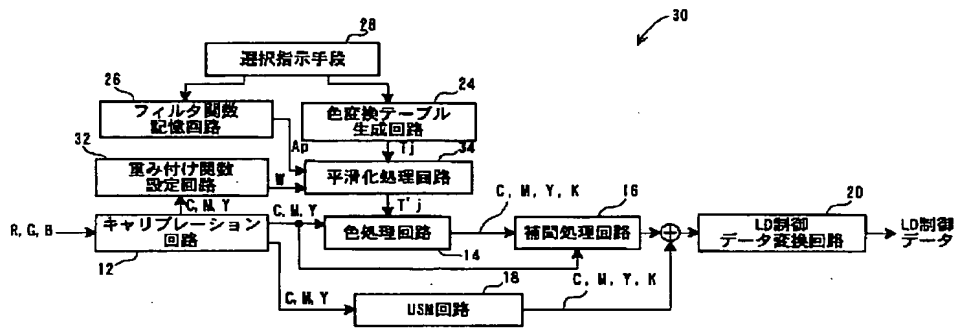 30
28
選択指示手段
26
フィルタ関数
記憶回路
24
色変換テーブル
生成回路
Ap
Tj
34
32
重み付け関数
設定回路
W
平滑化処理回路
C, M, Y
T'j
C, M, Y, K
16
20
R, G, B
キャリブレーション
回路
12
C, M, Y
色処理回路
14
補間処理回路
LD制御
データ変換回路
LD制御
データ
C, M, Y
18
USM回路
C, M, Y, K